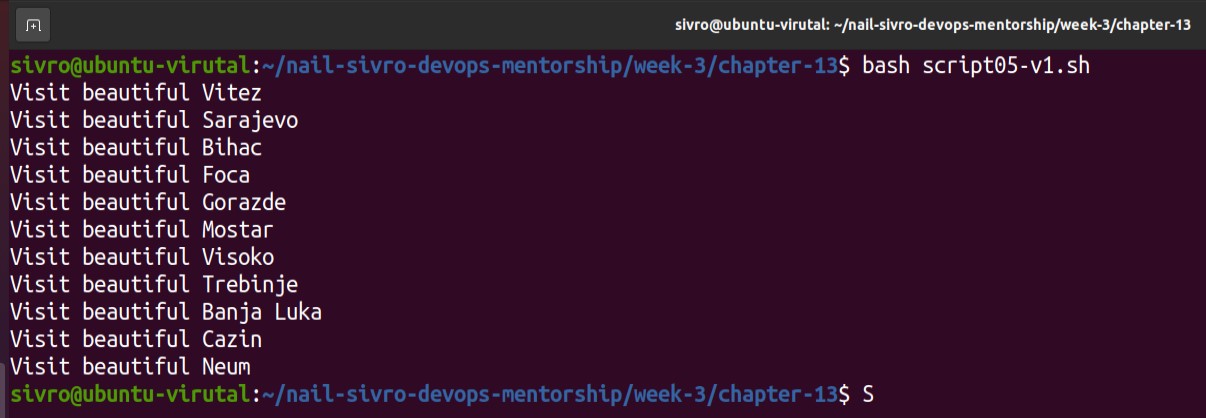 sivro@ubuntu-virutal: ~/nail-sivro-devops-mentorship/week-3/chapter-13
sivro@ubuntu-virutal:~/nail-sivro-devops-mentorship/week-3/chapter-13$ bash script05-v1.sh
Visit beautiful Vitez
Visit beautiful Sarajevo
Visit beautiful Bihac
Visit beautiful Foca
Visit beautiful Gorazde
Visit beautiful Mostar
Visit beautiful Visoko
Visit beautiful Trebinje
Visit beautiful Banja Luka
Visit beautiful Cazin
Visit beautiful Neum
sivro@ubuntu-virutal:~/nail-sivro-devops-mentorship/week-3/chapter-13$ S